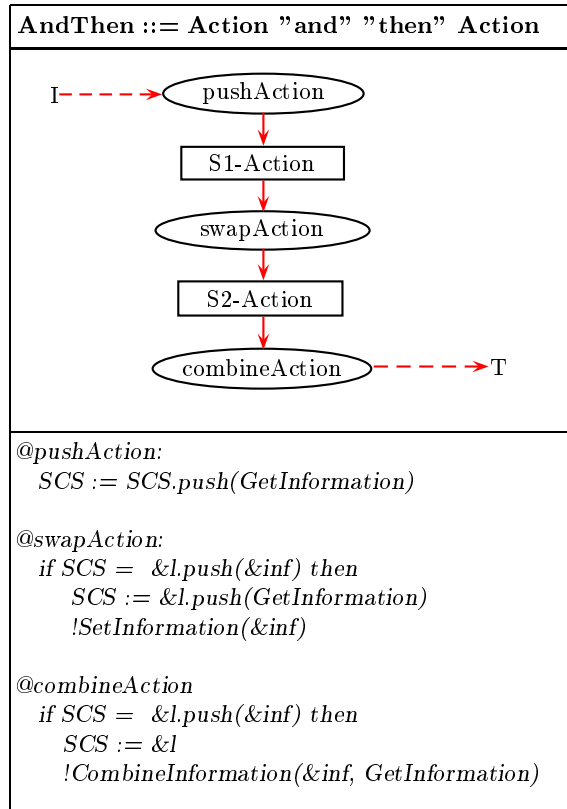 AndThen ::= Action ”and” ”then” Action
I
pushAction
S1-Action
swapAction
S2-Action
combineAction
T
@pushAction:
SCS := SCS.push(GetInformation)
@swapAction:
if SCS = &l.push(&inf) then
SCS := &l.push(GetInformation)
!SetInformation(&inf)
@combineAction
if SCS = &l.push(&inf) then
SCS := &l
!CombineInformation(&inf, GetInformation)